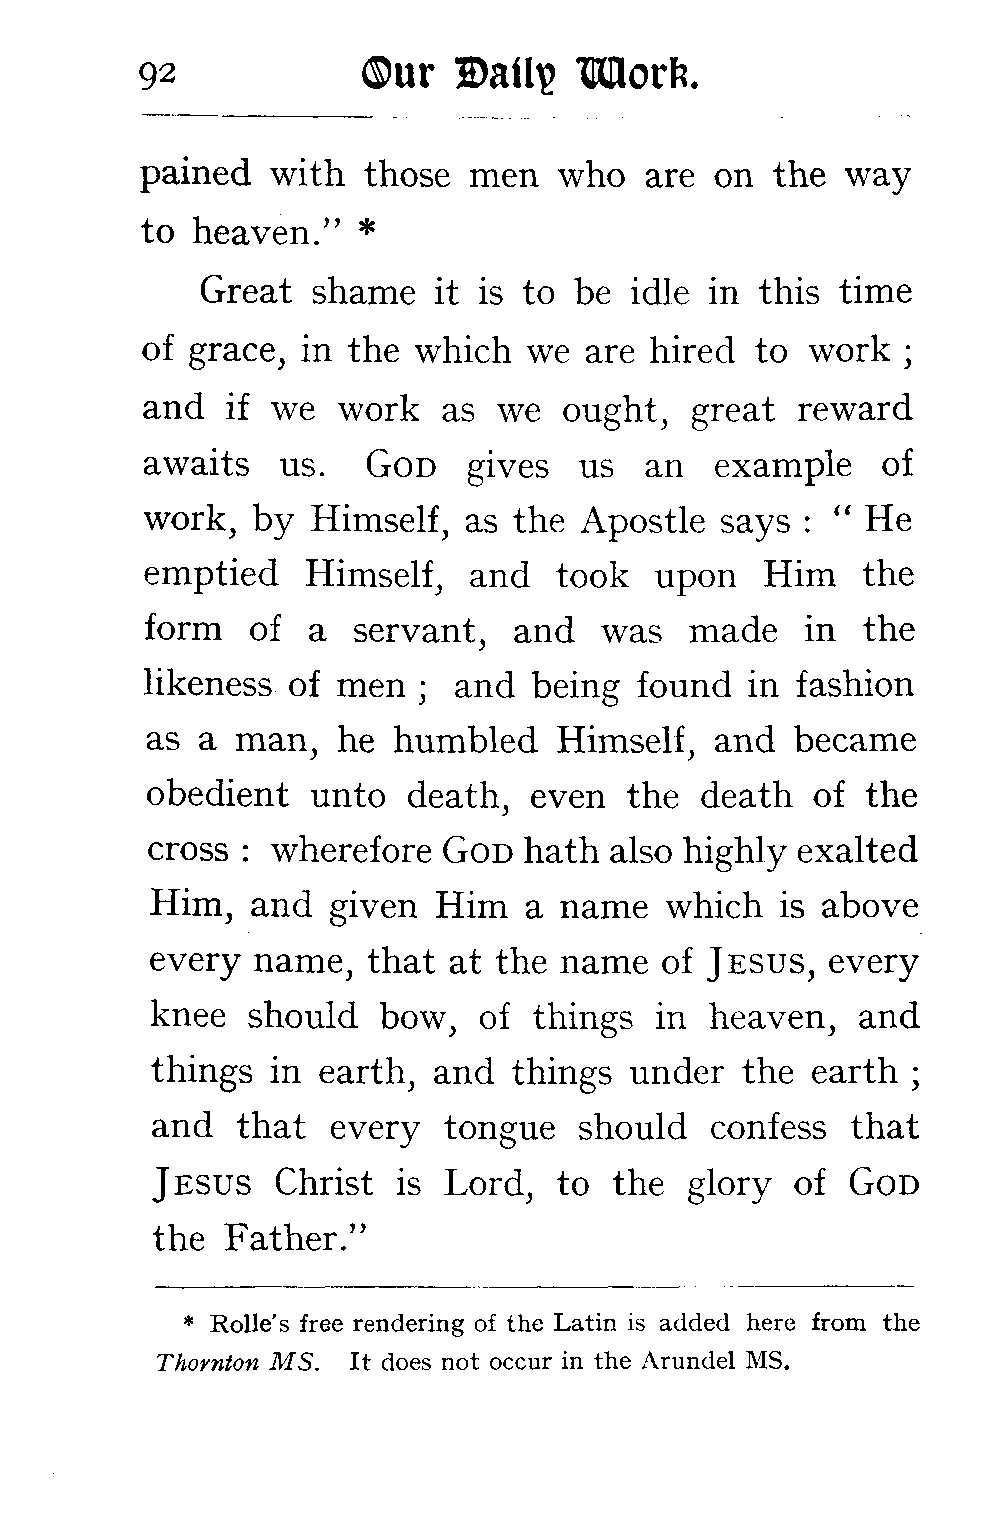 92 Our Daily Work.
pained with those men who are on the way
to heaven." *
Great shame it is to be idle in this time
of grace, in the which we are hired to work ;
and if we work as we ought, great reward
awaits us. GOD gives us an example of
work, by Himself, as the Apostle says : " He
emptied Himself, and took upon Him the
form of a servant, and was made in the
likeness of men ; and being found in fashion
as a man, he humbled Himself, and became
obedient unto death, even the death of the
cross : wherefore GOD hath also highly exalted
Him, and given Him a name which is above
every name, that at the name of JESUS, every
knee should bow, of things in heaven, and
things in earth, and things under the earth ;
and that every tongue should confess that
JESUS Christ is Lord, to the glory of GOD
the Father."
* Rolle's free rendering of the Latin is added here from the
Thornton MS. It does not occur in the Arundel MS.